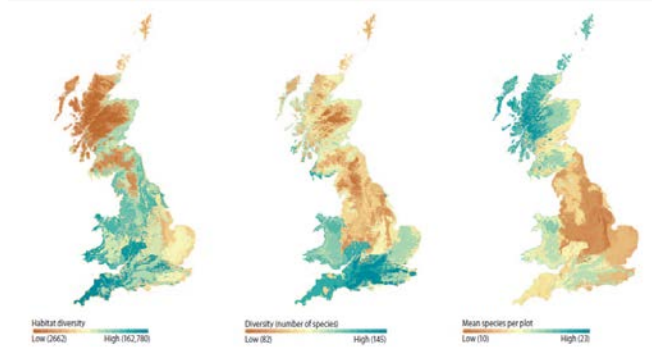 Habitat diversity
Low (2662) High (162,780)
Diversity (number of species)
Low (82) High (145)
Mean species per plot
Low (10) High (23)